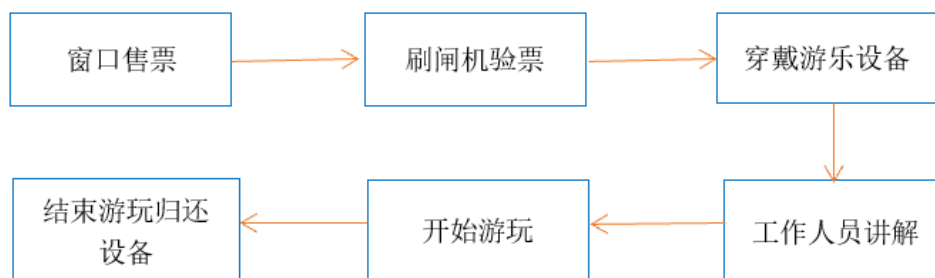 窗口售票
刷闸机验票
穿戴游乐设备
工作人员讲解
开始游玩
结束游玩归还
设备